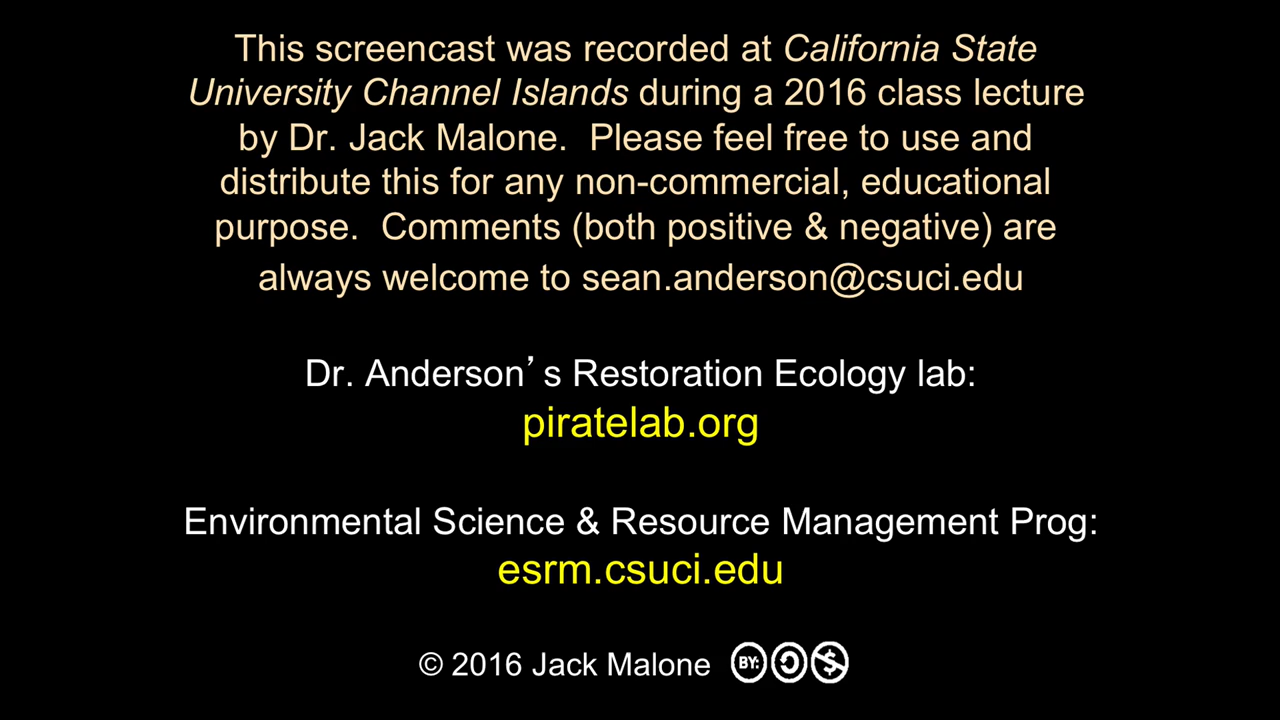 This screencast was recorded at California State
University Channel Islands during a 2016 class lecture
by Dr. Jack Malone.  Please feel free to use and
distribute this for any non-commercial, educational
purpose.  Comments (both positive & negative) are
always welcome to sean.anderson@csuci.edu
Dr. Anderson’s Restoration Ecology lab:
piratelab.org
Environmental Science & Resource Management Prog:
esrm.csuci.edu
© 2016 Jack Malone BY: